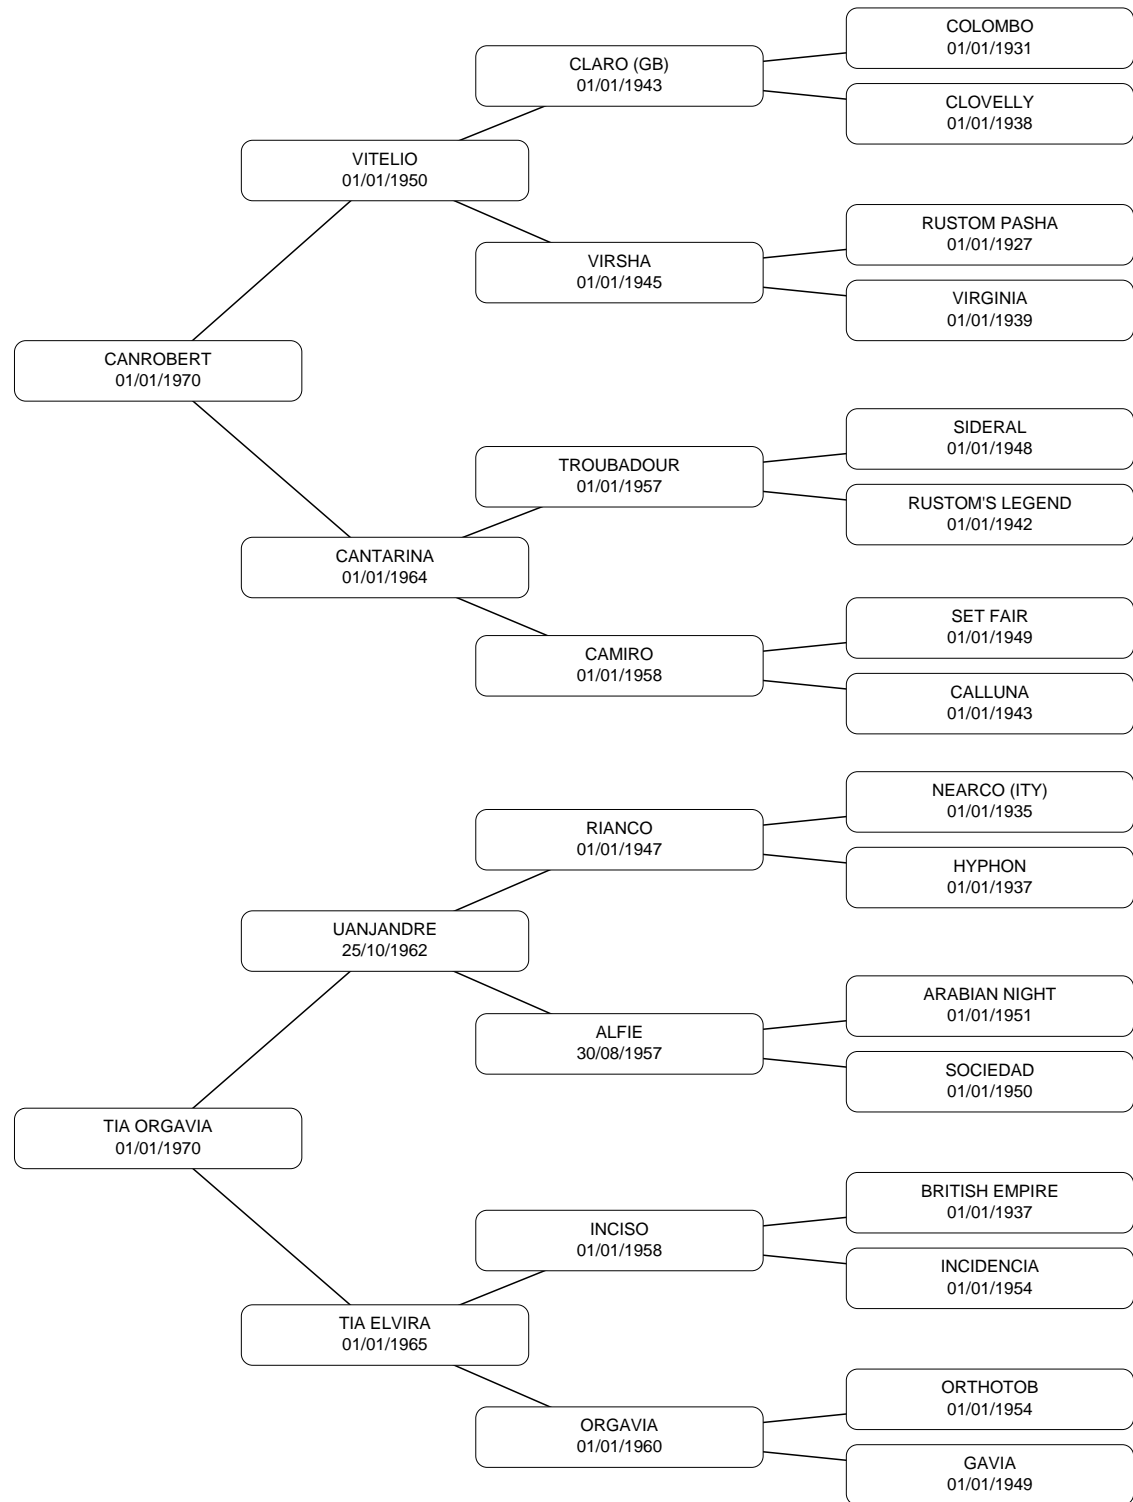 COLOMBO
01/01/1931
CLARO (GB)
01/01/1943
CLOVELLY
01/01/1938
VITELIO
01/01/1950
RUSTOM PASHA
01/01/1927
VIRSHA
01/01/1945
VIRGINIA
01/01/1939
CANROBERT
01/01/1970
SIDERAL
01/01/1948
TROUBADOUR
01/01/1957
RUSTOM'S LEGEND
01/01/1942
CANTARINA
01/01/1964
SET FAIR
01/01/1949
CAMIRO
01/01/1958
CALLUNA
01/01/1943
NEARCO (ITY)
01/01/1935
RIANCO
01/01/1947
HYPHON
01/01/1937
UANJANDRE
25/10/1962
ARABIAN NIGHT
01/01/1951
ALFIE
30/08/1957
SOCIEDAD
01/01/1950
TIA ORGAVIA
01/01/1970
BRITISH EMPIRE
01/01/1937
INCISO
01/01/1958
INCIDENCIA
01/01/1954
TIA ELVIRA
01/01/1965
ORTHOTOB
01/01/1954
ORGAVIA
01/01/1960
GAVIA
01/01/1949